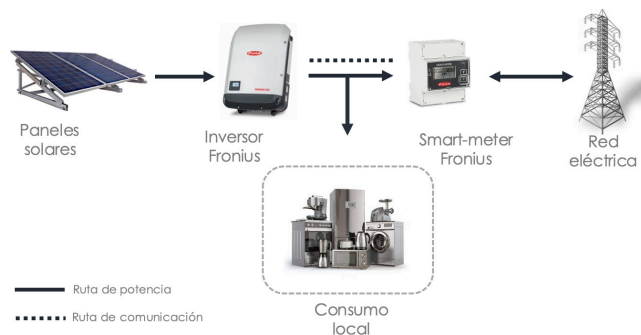 Paneles
solares
Inversor
Fronius
Smart-meter
Fronius
Red
eléctrica
Consumo
local
Ruta de potencia
Ruta de comunicación